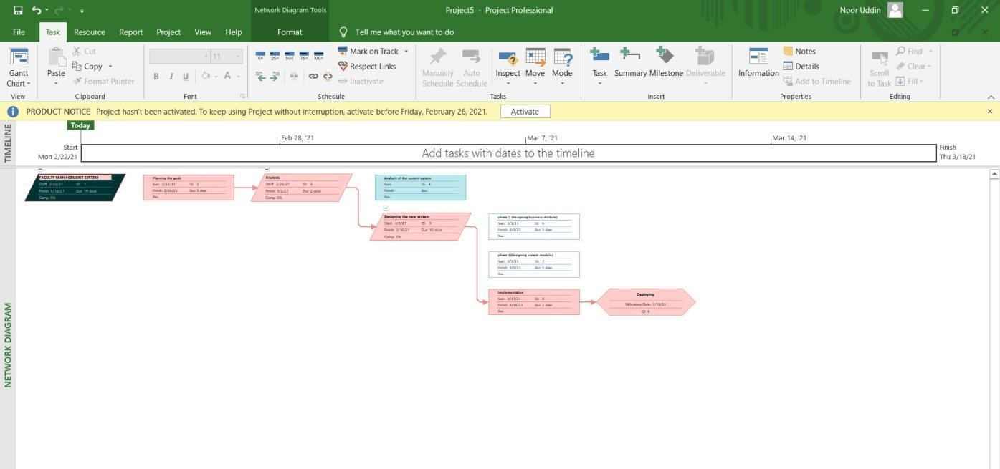 Network Diagram Tools
Project5 - Project Professional
Noor Uddin
File Task Resource Report Project View Help Format Tell me what you want to do
Gantt Chart
View
Paste
Cut
Copy
Format Painter
Clipboard
11
B I U A
Font
0× 25× 50× 75× 100×
Mark on Track
Respect Links
Inactivate
Schedule
Manually Schedule
Auto Schedule
Inspect
Move
Mode
Tasks
Task
Summary
Milestone
Deliverable
Insert
Information
Notes
Details
Add to Timeline
Properties
Scroll to Task
Find
Clear
Fill
Editing
PRODUCT NOTICE Project hasn't been activated. To keep using Project without interruption, activate before Friday, February 26, 2021. Activate
TIMELINE
Today
Feb 28, '21 Mar 7, '21 Mar 14, '21
Start
Mon 2/22/21
Add tasks with dates to the timeline
Finish
Thu 3/18/21
NETWORK DIAGRAM
FACULTY MANAGEMENT SYSTEM
Start: 2/22/21 ID: 1
Finish: 3/18/21 Dur: 19 days
Comp: 0%
Planning the goals
Start: 2/22/21 ID: 2
Finish: 2/26/21 Dur: 5 days
Res:
Analysis
Start: 2/26/21 ID: 3
Finish: 3/2/21 Dur: 2 days
Comp: 0%
Analysis of the current system
Start: ID: 4
Finish: Dur:
Res:
Designing the new system
Start: 3/3/21 ID: 5
Finish: 3/16/21 Dur: 10 days
Comp: 0%
phase 1 (designing business module)
Start: 3/3/21 ID: 6
Finish: 3/9/21 Dur: 5 days
Res:
phase 2(designing system module)
Start: 3/3/21 ID: 7
Finish: 3/9/21 Dur: 5 days
Res:
Implementation
Start: 3/17/21 ID: 8
Finish: 3/18/21 Dur: 2 days
Res:
Deploying
Milestone Date: 3/18/21
ID: 9